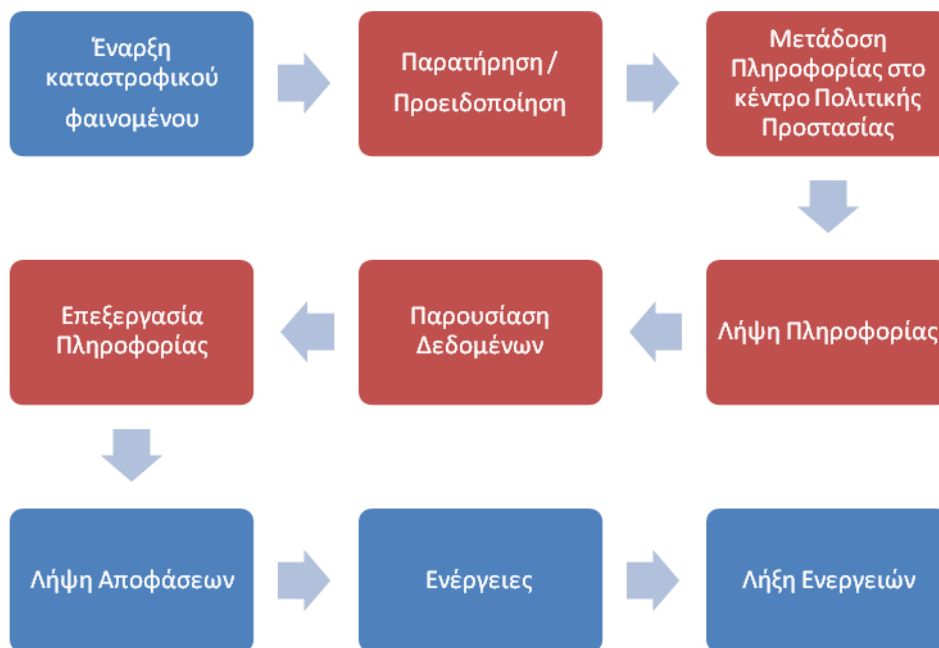 Έναρξη
καταστροφικού
φαινομένου
Παρατήρηση /
Προειδοποίηση
Μετάδοση
Πληροφορίας στο
κέντρο Πολιτικής
Προστασίας
Λήψη Πληροφορίας
Παρουσίαση
Δεδομένων
Επεξεργασία
Πληροφορίας
Λήψη Αποφάσεων
Ενέργειες
Λήξη Ενεργειών